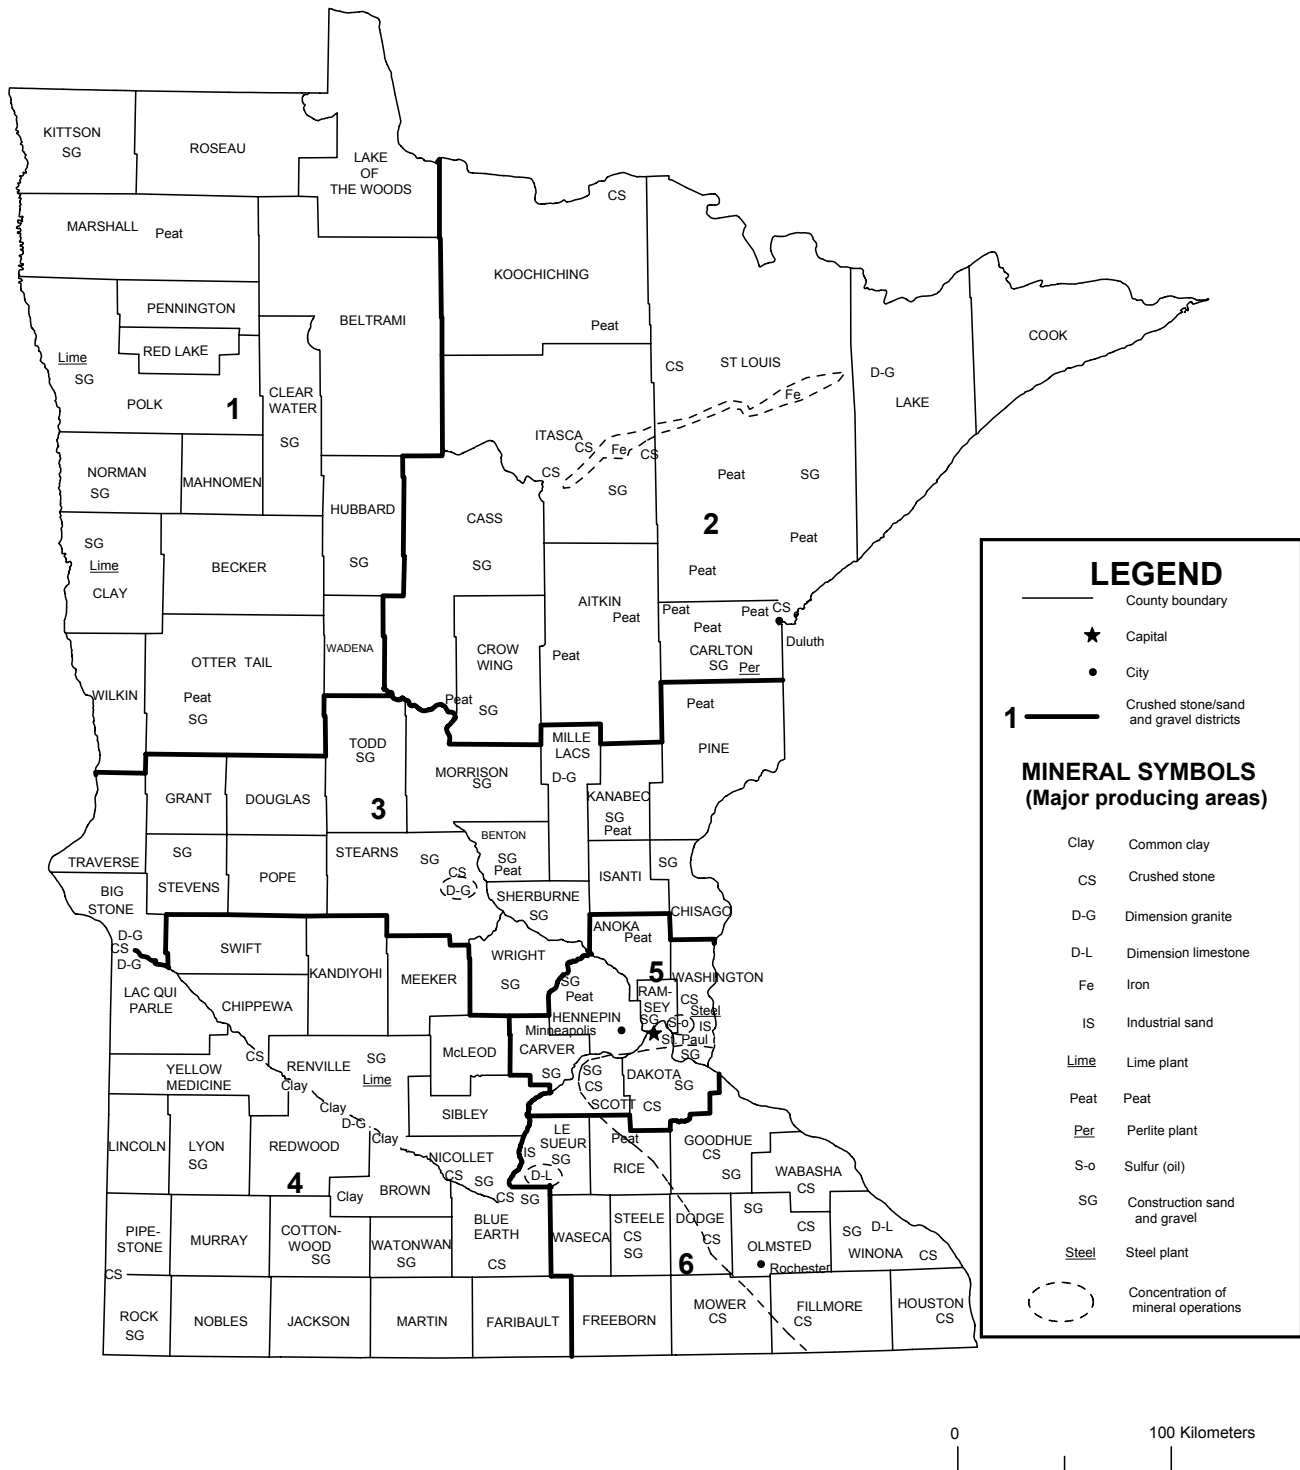 KITTSON
SG
ROSEAU
LAKE
OF
THE WOODS
MARSHALL
Peat
CS
KOOCHICHING
Peat
PENNINGTON
RED LAKE
BELTRAMI
Lime
SG
POLK
1
CLEAR
WATER
SG
CS
ST LOUIS
Fe
D-G
LAKE
COOK
ITASCA
CS
Fe
CS
CS
SG
Peat
SG
2
Peat
Peat
NORMAN
SG
MAHNOMEN
HUBBARD
SG
CASS
SG
SG
Lime
CLAY
BECKER
AITKIN
Peat
Peat
Peat
Peat
Peat
CS
Duluth
CARLTON
SG
Per
WADENA
CROW
WING
SG
Peat
OTTER TAIL
Peat
SG
WILKIN
Peat
PINE
TODD
SG
MORRISON
SG
MILLE
LACS
D-G
KANABEC
SG
Peat
GRANT
DOUGLAS
3
BENTON
SG
Peat
STEARNS
SG
CS
D-G
TRAVERSE
SG
STEVENS
POPE
ISANTI
SG
CHISAGO
SHERBURNE
SG
BIG
STONE
D-G
CS
D-G
SWIFT
KANDIYOHI
MEEKER
WRIGHT
SG
ANOKA
Peat
5
WASHINGTON
LAC QUI
PARLE
CHIPPEWA
SG
Peat
HENNEPIN
Minneapolis
RAM-
SEY
SG
CS
Steel
S-o
IS
St. Paul
SG
McLEOD
CARVER
SG
SG
CS
SCOTT
DAKOTA
SG
CS
YELLOW
MEDICINE
CS
RENVILLE
SG
Lime
Clay
Clay
D-G
Clay
SIBLEY
LINCOLN
LYON
SG
REDWOOD
4
Clay
BROWN
NICOLLET
CS
SG
CS
SG
LE
SUEUR
IS
SG
D-L
Peat
RICE
GOODHUE
CS
SG
WABASHA
CS
PIPE-
STONE
CS
MURRAY
COTTON-
WOOD
SG
WATONWAN
SG
BLUE
EARTH
CS
WASECA
STEELE
CS
SG
DODGE
CS
6
SG
CS
OLMSTED
Rochester
SG
D-L
WINONA
CS
ROCK
SG
NOBLES
JACKSON
MARTIN
FARIBAULT
FREEBORN
MOWER
CS
FILLMORE
CS
HOUSTON
CS
LEGEND
County boundary
Capital
City
1
Crushed stone/sand
and gravel districts
MINERAL SYMBOLS
(Major producing areas)
Clay Common clay
CS Crushed stone
D-G Dimension granite
D-L Dimension limestone
Fe Iron
IS Industrial sand
Lime Lime plant
Peat Peat
Per Perlite plant
S-o Sulfur (oil)
SG Construction sand
and gravel
Steel Steel plant
Concentration of
mineral operations
0 100 Kilometers